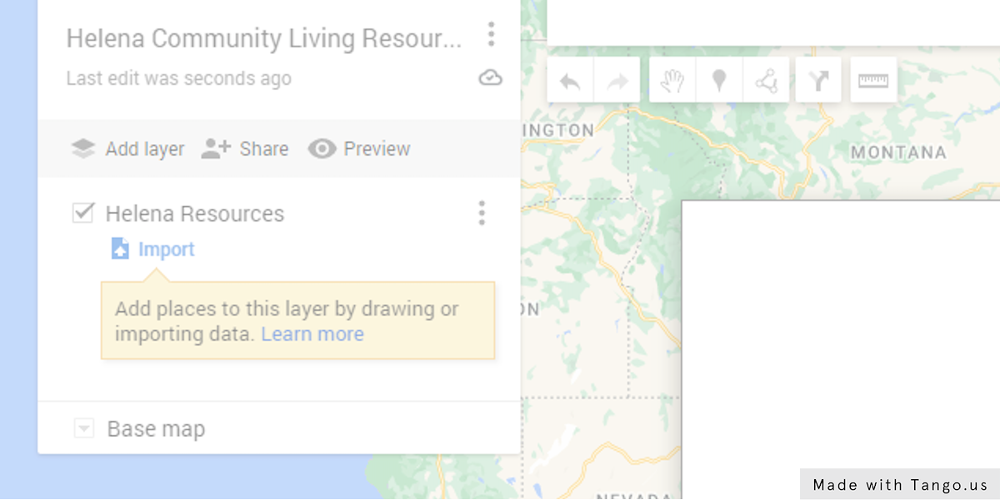 Helena Community Living Resour...
Last edit was seconds ago
Add layer Share Preview
Helena Resources
Import
Add places to this layer by drawing or
importing data. Learn more
Base map
INGTON
MONTANA
ON
NEVADA
Made with Tango.us